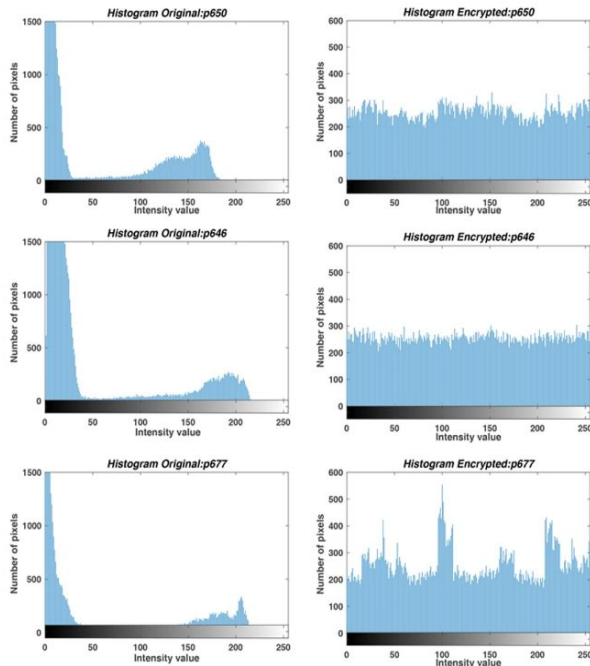 Histogram Original:p650
Number of pixels
1500
1000
500
0
0 50 100 150 200 250
Intensity value
Histogram Encrypted:p650
Number of pixels
600
500
400
300
200
100
0
0 50 100 150 200 250
Intensity value
Histogram Original:p646
Number of pixels
1500
1000
500
0
0 50 100 150 200 250
Intensity value
Histogram Encrypted:p646
Number of pixels
600
500
400
300
200
100
0
0 50 100 150 200 250
Intensity value
Histogram Original:p677
Number of pixels
1500
1000
500
0
0 50 100 150 200 250
Intensity value
Histogram Encrypted:p677
Number of pixels
600
500
400
300
200
100
0
0 50 100 150 200 250
Intensity value